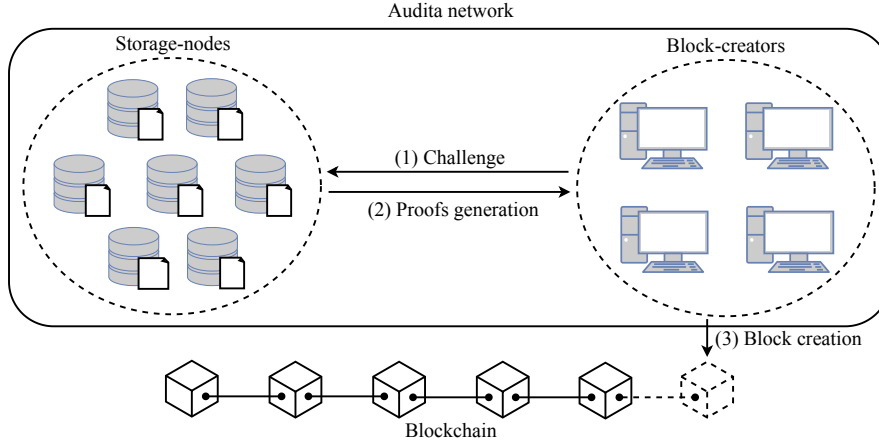 Audita network
Storage-nodes
Block-creators
(1) Challenge
(2) Proofs generation
(3) Block creation
Blockchain